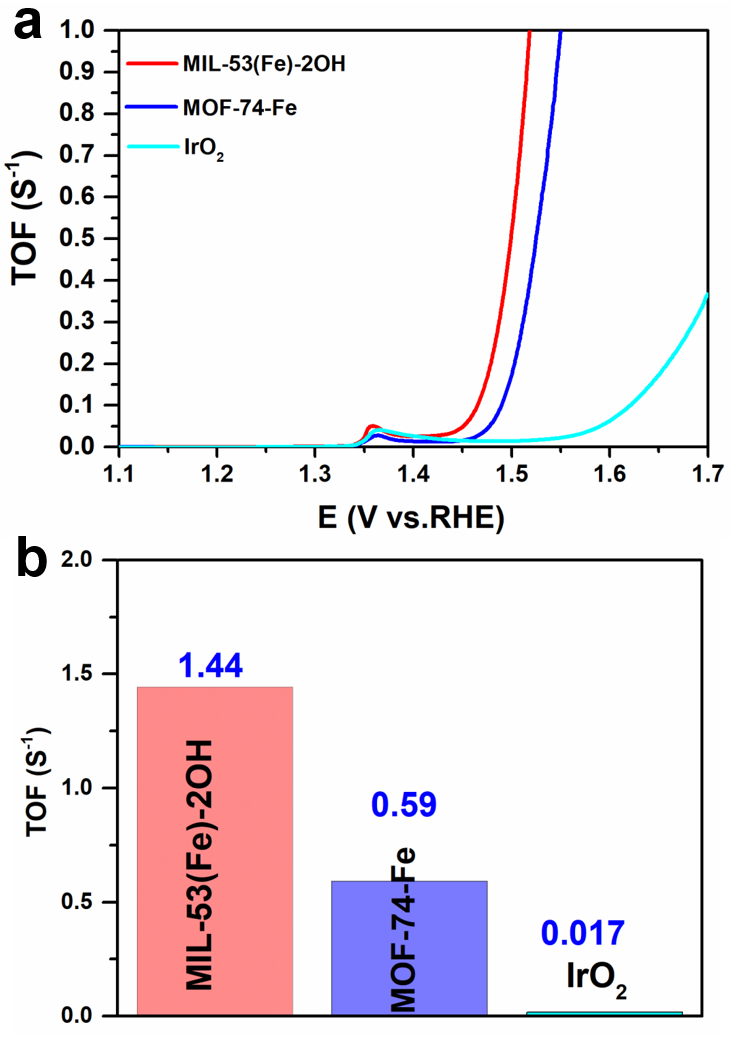 a
1.0
0.9
0.8
0.7
0.6
0.5
0.4
0.3
0.2
0.1
0.0
TOF (S⁻¹)
MIL-53(Fe)-2OH
MOF-74-Fe
IrO₂
1.1 1.2 1.3 1.4 1.5 1.6 1.7
E (V vs.RHE)
b
2.0
1.5
1.0
0.5
0.0
TOF (S⁻¹)
1.44
MIL-53(Fe)-2OH
0.59
MOF-74-Fe
0.017
IrO₂